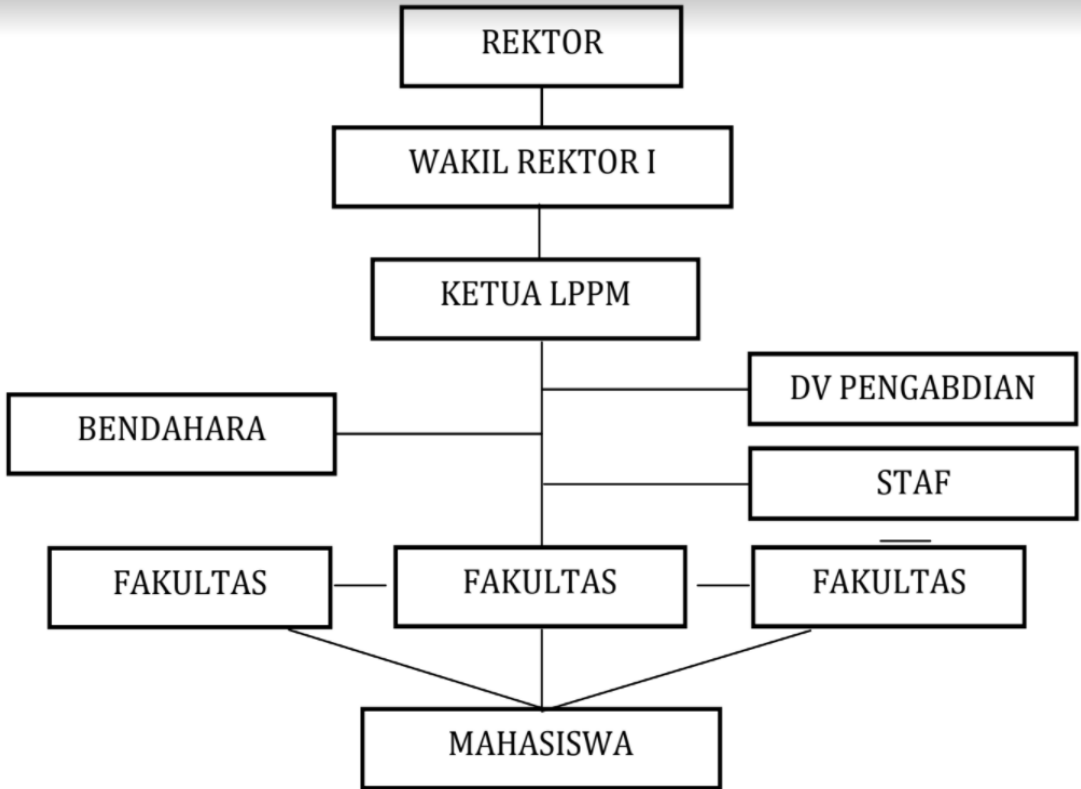 REKTOR
WAKIL REKTOR I
KETUA LPPM
DV PENGABDIAN
BENDAHARA
STAF
FAKULTAS
FAKULTAS
FAKULTAS
MAHASISWA